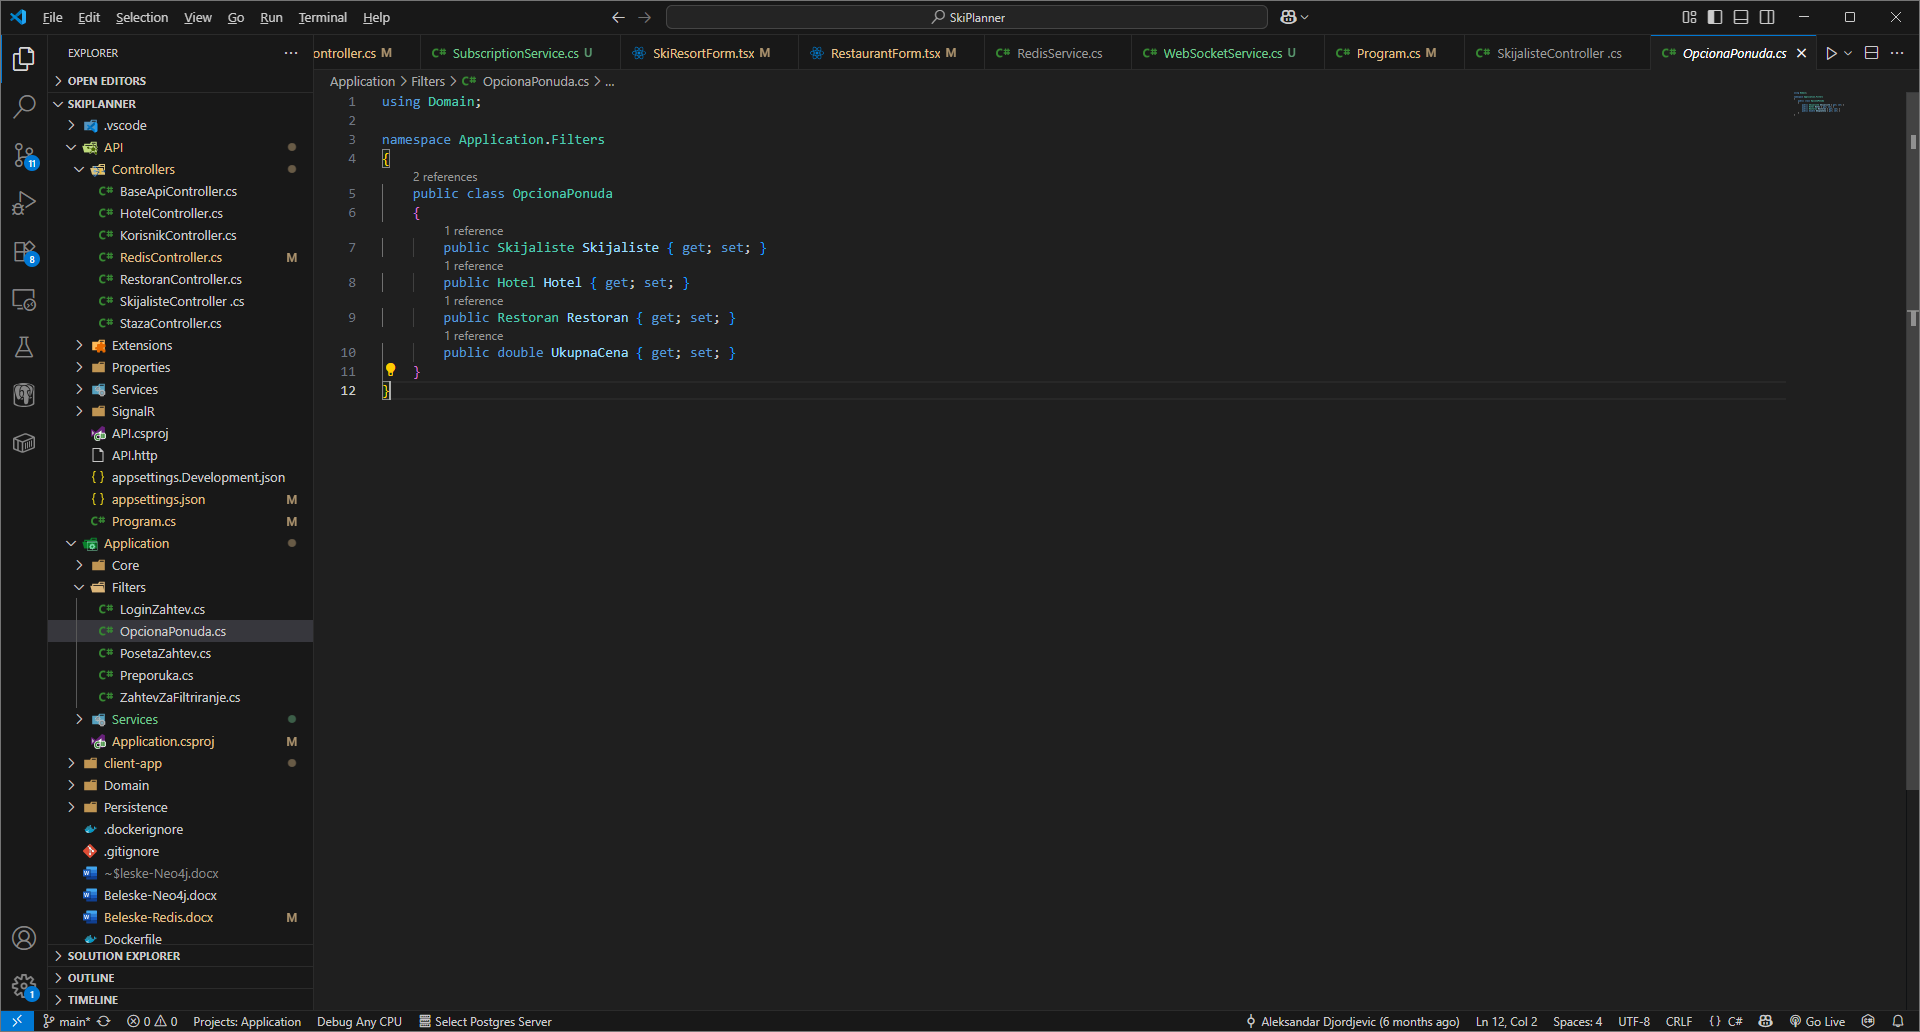 File Edit Selection View Go Run Terminal Help
SkiPlanner
EXPLORER
OPEN EDITORS
SKIPLANNER
.vscode
API
Controllers
C# BaseApiController.cs
C# HotelController.cs
C# KorisnikController.cs
C# RedisController.cs M
C# RestoranController.cs
C# SkijalisteController .cs
C# StazaController.cs
Extensions
Properties
Services
SignalR
API.csproj
API.http
{} appsettings.Development.json
{} appsettings.json M
C# Program.cs M
Application
Core
Filters
C# LoginZahtev.cs
C# OpcionaPonuda.cs
C# PosetaZahtev.cs
C# Preporuka.cs
C# ZahtevZaFiltriranje.cs
Services
Application.csproj M
client-app
Domain
Persistence
.dockerignore
.gitignore
~$leske-Neo4j.docx
Beleske-Neo4j.docx
Beleske-Redis.docx M
Dockerfile
SOLUTION EXPLORER
OUTLINE
TIMELINE
11
8
1
ontroller.cs M
C# SubscriptionService.cs U
SkiResortForm.tsx M
RestaurantForm.tsx M
C# RedisService.cs
C# WebSocketService.cs U
C# Program.cs M
C# SkijalisteController .cs
C# OpcionaPonuda.cs
Application > Filters > C# OpcionaPonuda.cs > ...
1 using Domain;
2
3 namespace Application.Filters
4 {
2 references
5 public class OpcionaPonuda
6 {
1 reference
7 public Skijaliste Skijaliste { get; set; }
1 reference
8 public Hotel Hotel { get; set; }
1 reference
9 public Restoran Restoran { get; set; }
1 reference
10 public double UkupnaCena { get; set; }
11 }
12 }
main* 0 0 Projects: Application Debug Any CPU Select Postgres Server
Aleksandar Djordjevic (6 months ago) Ln 12, Col 2 Spaces: 4 UTF-8 CRLF {} C# Go Live